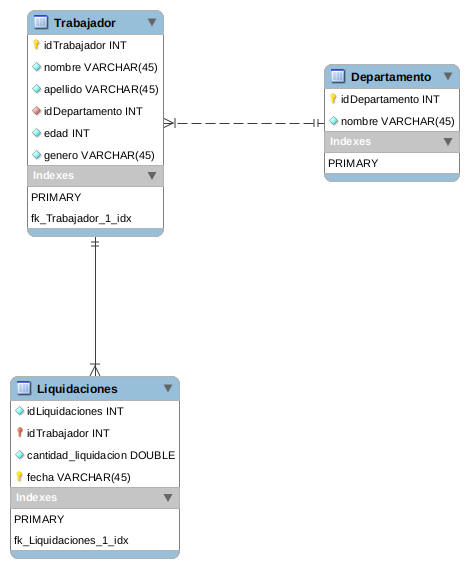 Trabajador
idTrabajador INT
nombre VARCHAR(45)
apellido VARCHAR(45)
idDepartamento INT
edad INT
genero VARCHAR(45)
Indexes
PRIMARY
fk_Trabajador_1_idx
Departamento
idDepartamento INT
nombre VARCHAR(45)
Indexes
PRIMARY
Liquidaciones
idLiquidaciones INT
idTrabajador INT
cantidad_liquidacion DOUBLE
fecha VARCHAR(45)
Indexes
PRIMARY
fk_Liquidaciones_1_idx